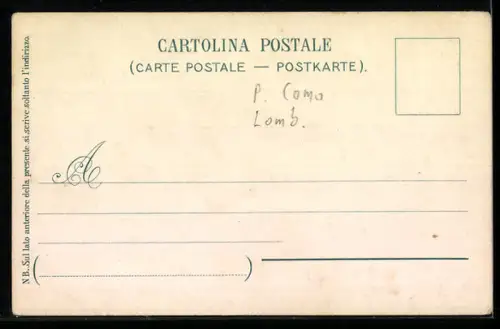 CARTOLINA POSTALE
(CARTE POSTALE — POSTKARTE).
P. Como
Lomb.
A
N B. Sul lato anteriore della presente si scrive soltanto l'indirizzo.